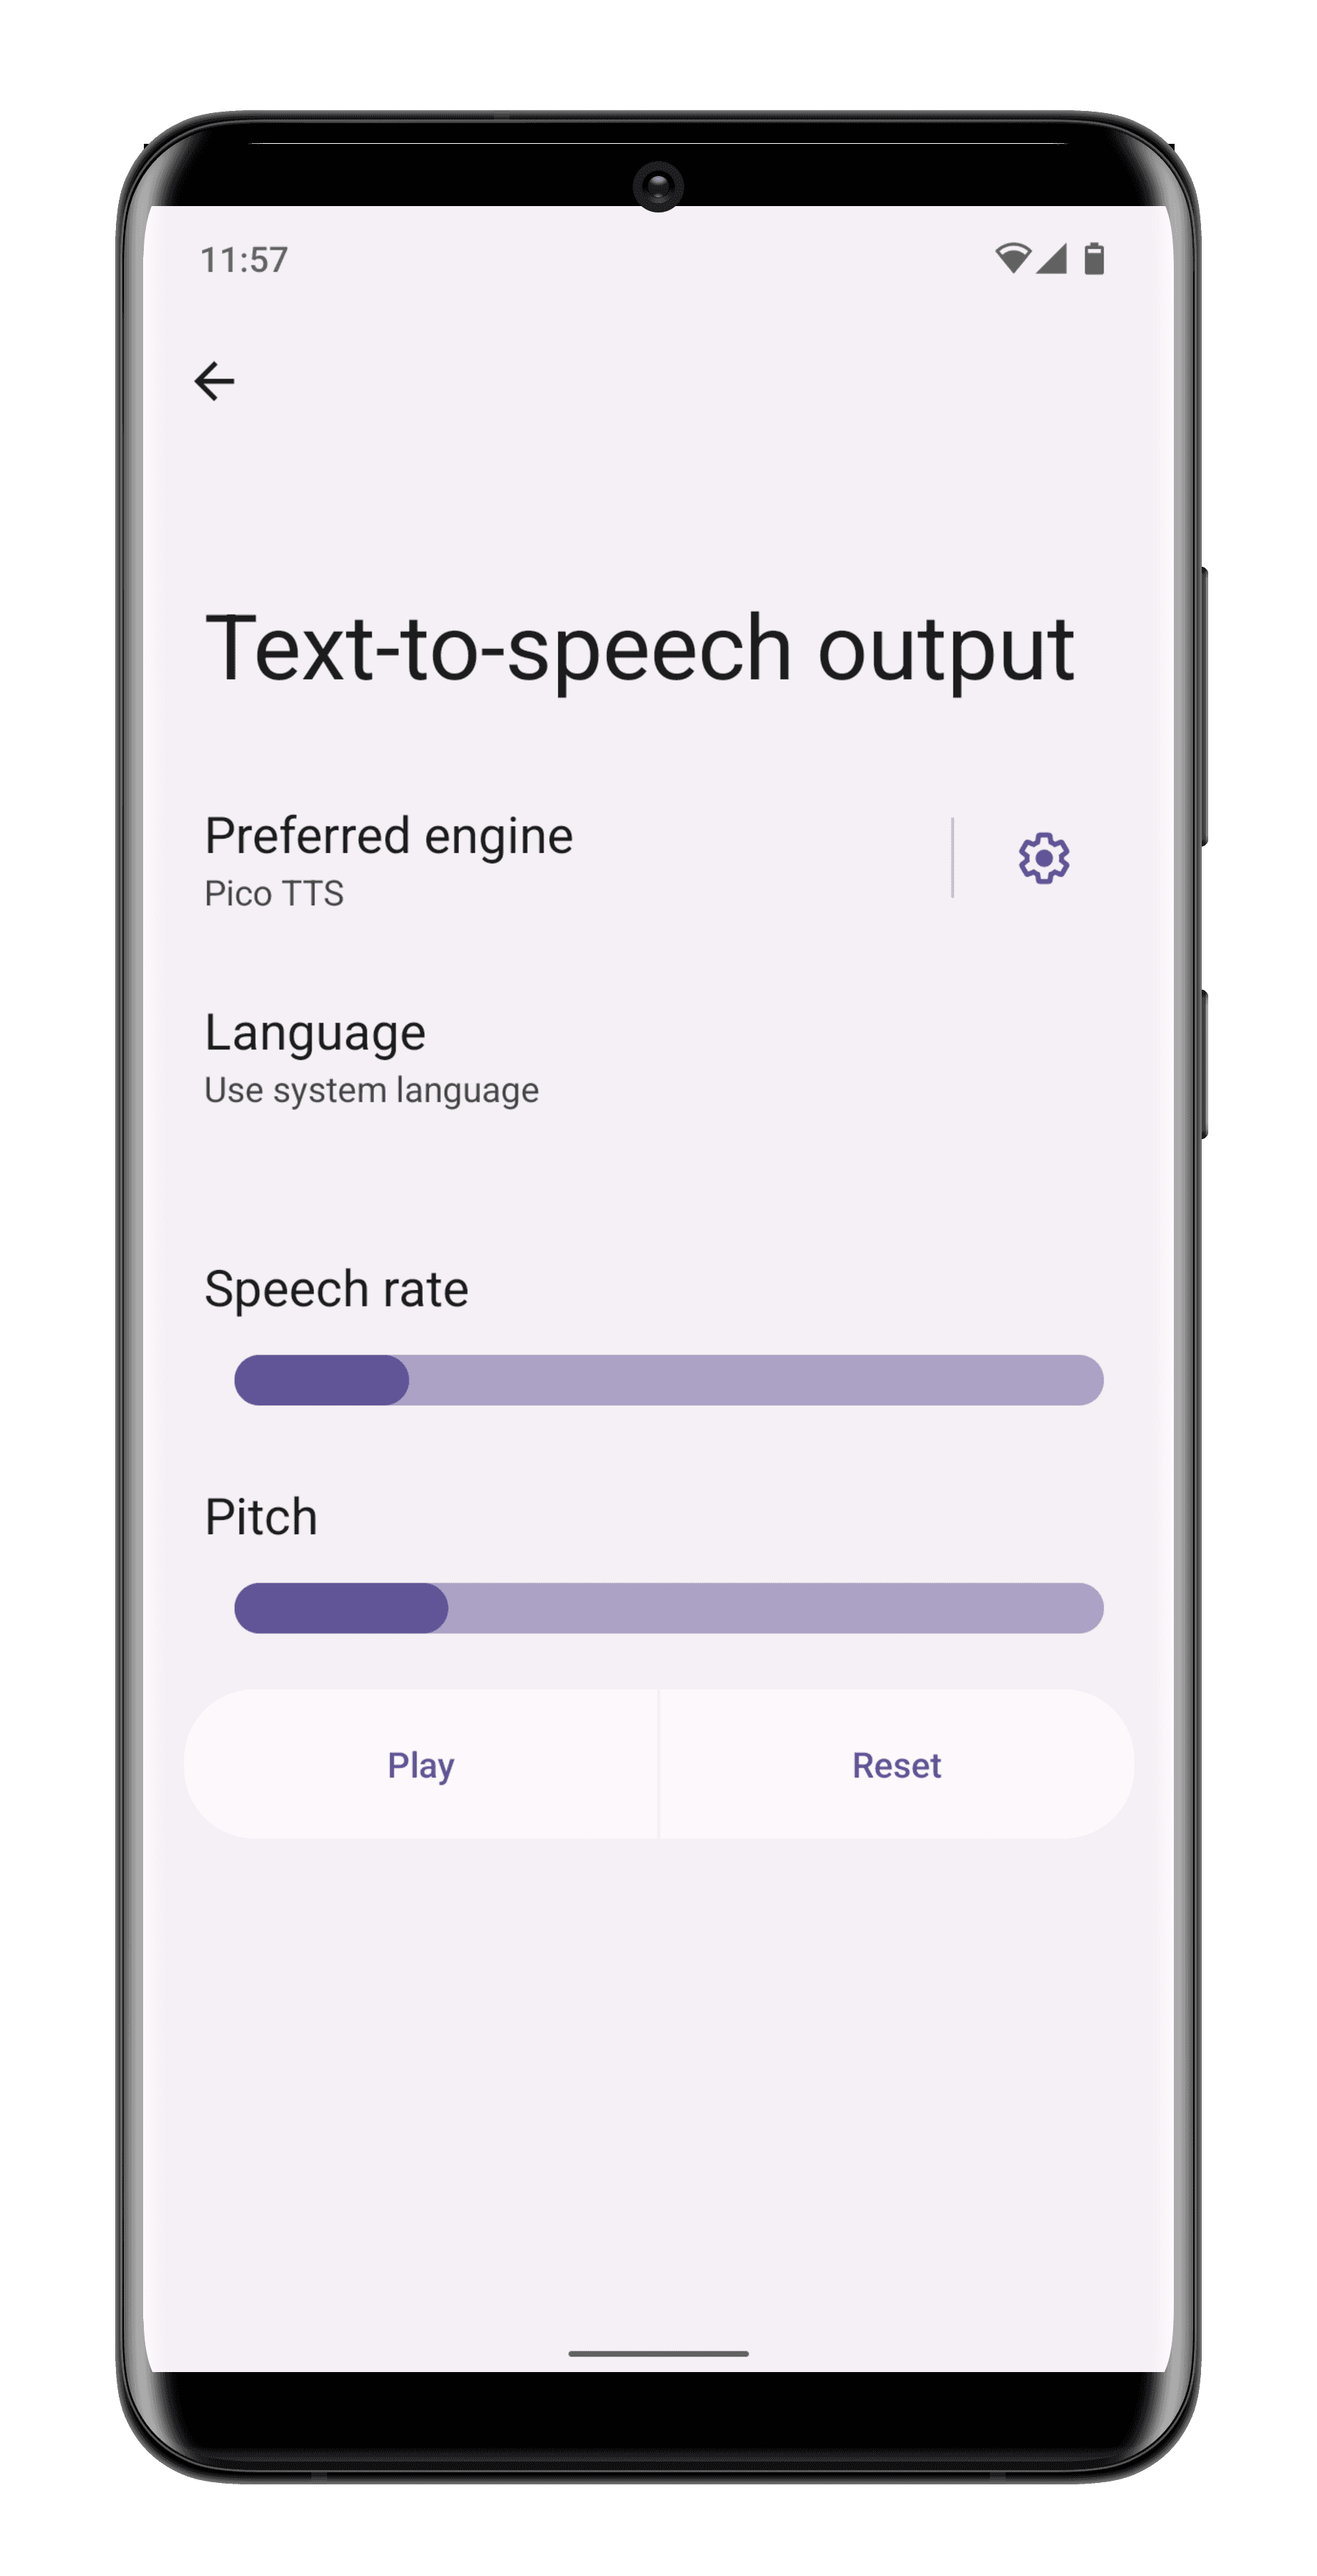 11:57
Text-to-speech output
Preferred engine
Pico TTS
Language
Use system language
Speech rate
Pitch
Play
Reset